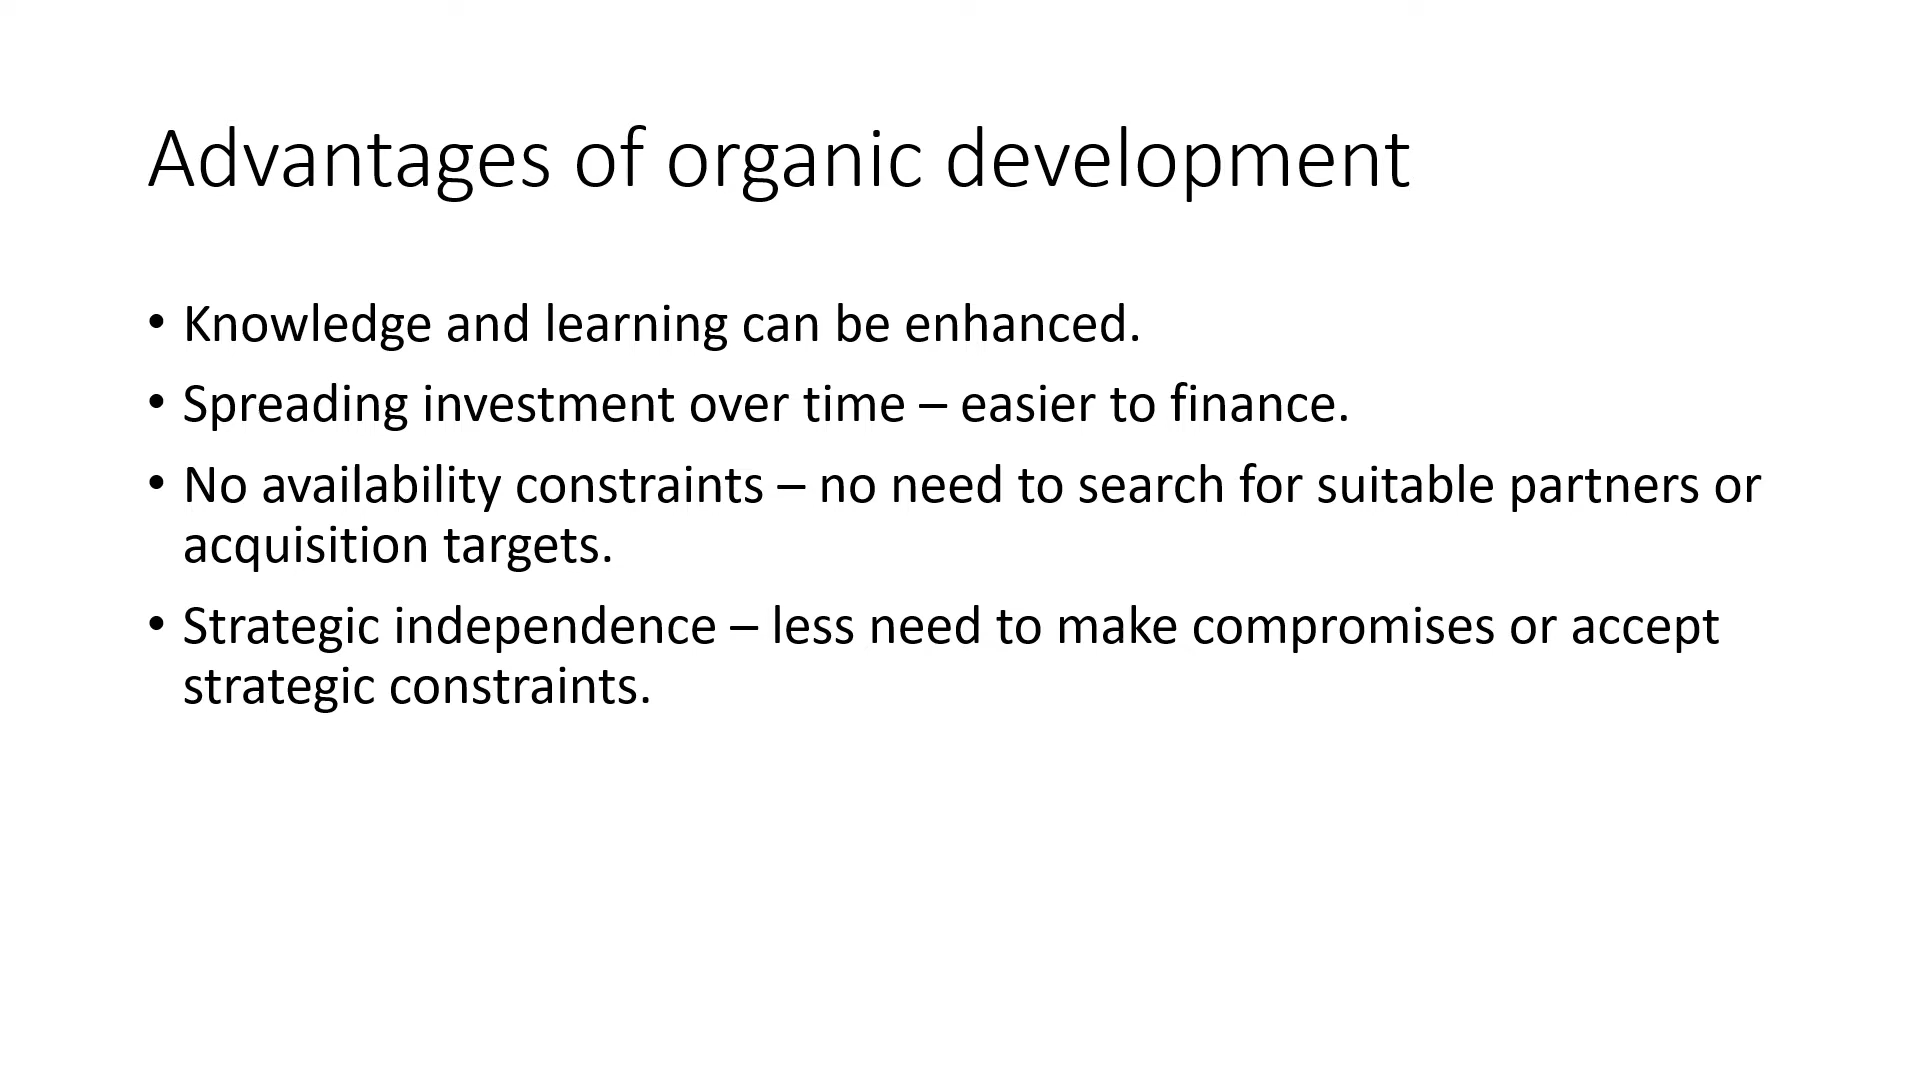 Advantages of organic development
• Knowledge and learning can be enhanced.
• Spreading investment over time – easier to finance.
• No availability constraints – no need to search for suitable partners or
acquisition targets.
• Strategic independence – less need to make compromises or accept
strategic constraints.